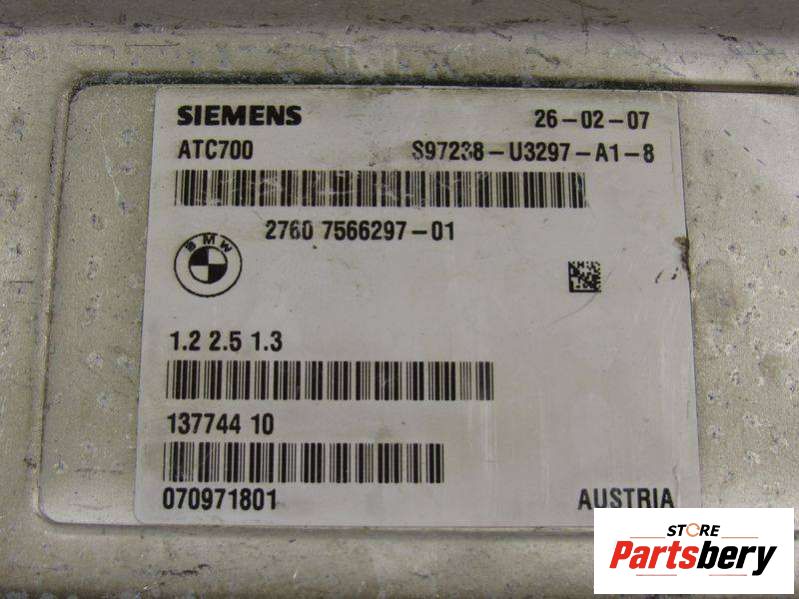 SIEMENS 26-02-07
ATC700 S97238-U3297-A1-8
2760 7566297-01
BMW
1.2 2.5 1.3
137744 10
070971801 AUSTRIA
STORE
Partsbery